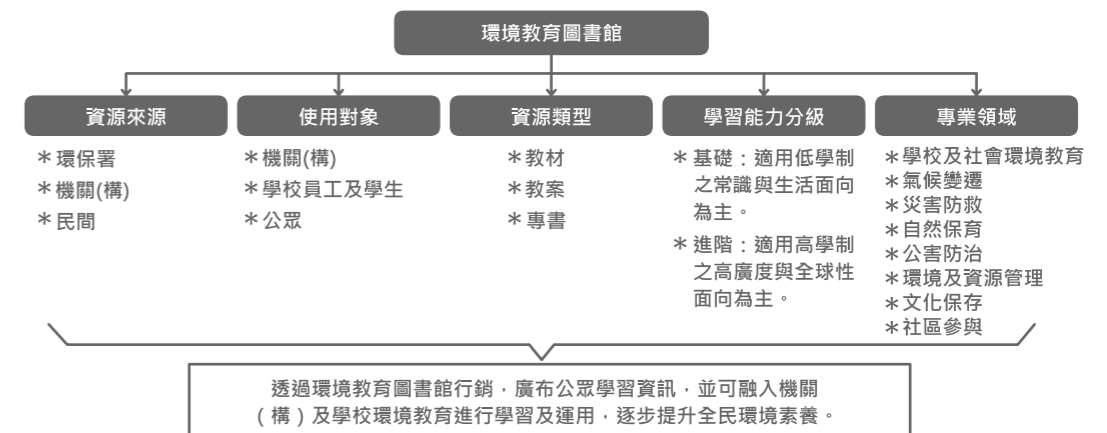 環境教育圖書館
資源來源
＊環保署
＊機關(構)
＊民間
使用對象
＊機關(構)
＊學校員工及學生
＊公眾
資源類型
＊教材
＊教案
＊專書
學習能力分級
＊基礎：適用低學制
之常識與生活面向
為主。
＊進階：適用高學制
之高廣度與全球性
面向為主。
專業領域
＊學校及社會環境教育
＊氣候變遷
＊災害防救
＊自然保育
＊公害防治
＊環境及資源管理
＊文化保存
＊社區參與
透過環境教育圖書館行銷，廣布公眾學習資訊，並可融入機關
（構）及學校環境教育進行學習及運用，逐步提升全民環境素養。